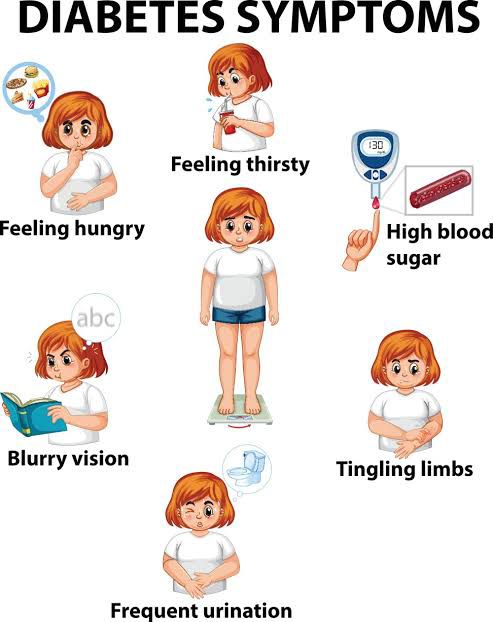 DIABETES SYMPTOMS
Feeling thirsty
Feeling hungry
130
High blood
sugar
abc
Blurry vision
Tingling limbs
Frequent urination